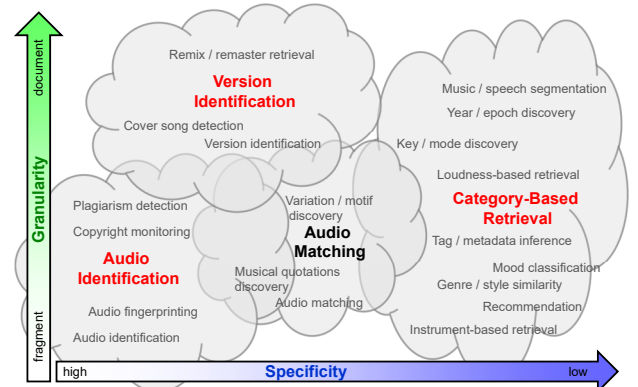 document
Granularity
fragment
Remix / remaster retrieval
Version
Identification
Cover song detection
Version identification
Music / speech segmentation
Year / epoch discovery
Key / mode discovery
Loudness-based retrieval
Category-Based
Retrieval
Tag / metadata inference
Mood classification
Genre / style similarity
Recommendation
Instrument-based retrieval
Plagiarism detection
Copyright monitoring
Audio
Identification
Audio fingerprinting
Audio identification
Variation / motif
discovery
Audio
Matching
Musical quotations
discovery
Audio matching
high
Specificity
low